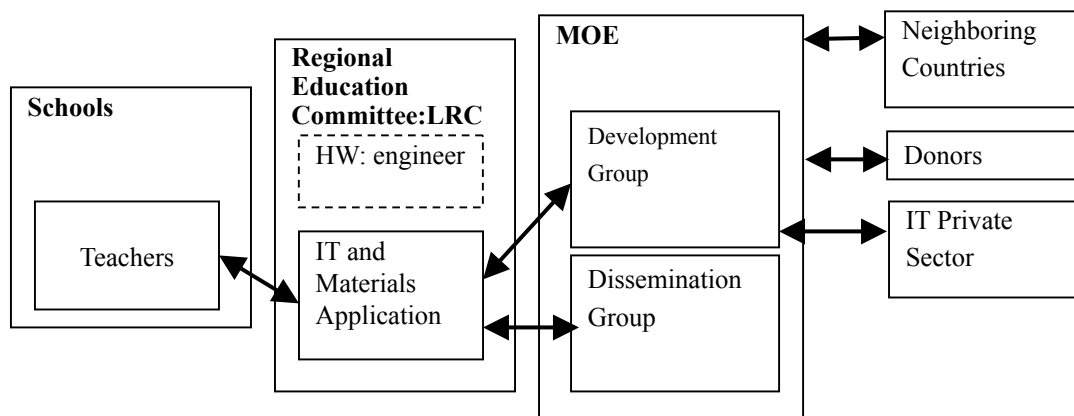 Schools
Teachers
Regional
Education
Committee:LRC
HW: engineer
IT and
Materials
Application
MOE
Development
Group
Dissemination
Group
Neighboring
Countries
Donors
IT Private
Sector